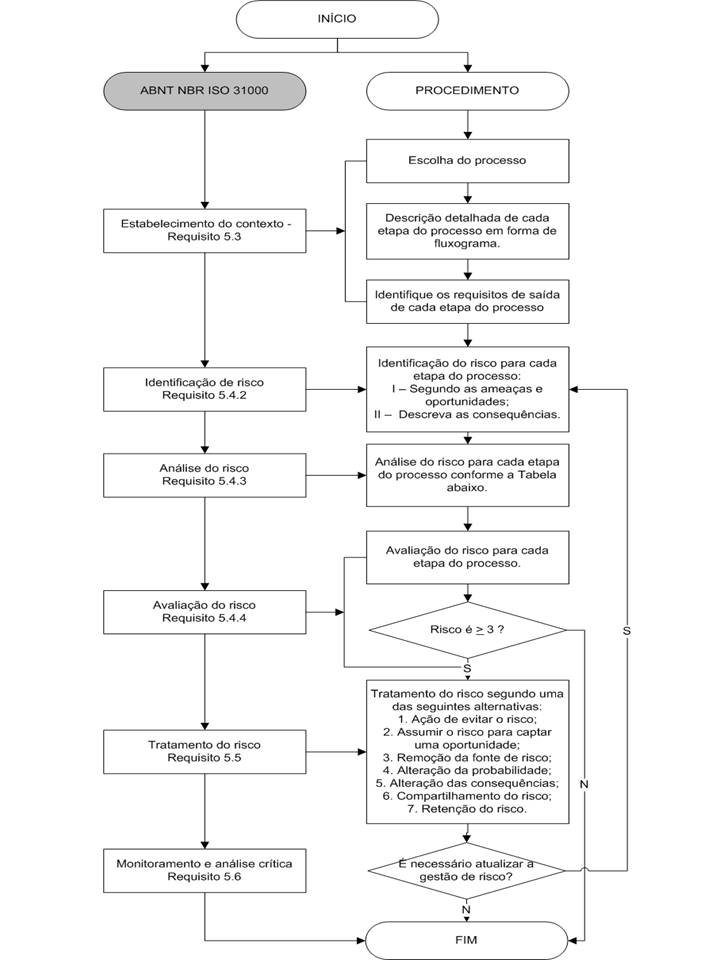 INÍCIO
ABNT NBR ISO 31000
PROCEDIMENTO
Escolha do processo
Estabelecimento do contexto -
Requisito 5.3
Descrição detalhada de cada
etapa do processo em forma de
fluxograma.
Identifique os requisitos de saída
de cada etapa do processo
Identificação de risco
Requisito 5.4.2
Identificação do risco para cada
etapa do processo:
I – Segundo as ameaças e
oportunidades;
II – Descreva as consequências.
Análise do risco
Requisito 5.4.3
Análise do risco para cada etapa
do processo conforme a Tabela
abaixo.
Avaliação do risco para cada
etapa do processo.
Avaliação do risco
Requisito 5.4.4
Risco é ≥ 3 ?
S
S
Tratamento do risco
Requisito 5.5
Tratamento do risco segundo uma
das seguintes alternativas:
1. Ação de evitar o risco;
2. Assumir o risco para captar
uma oportunidade;
3. Remoção da fonte de risco;
4. Alteração da probabilidade;
5. Alteração das consequências;
6. Compartilhamento do risco;
7. Retenção do risco.
N
Monitoramento e análise crítica
Requisito 5.6
É necessário atualizar a
gestão de risco?
N
FIM